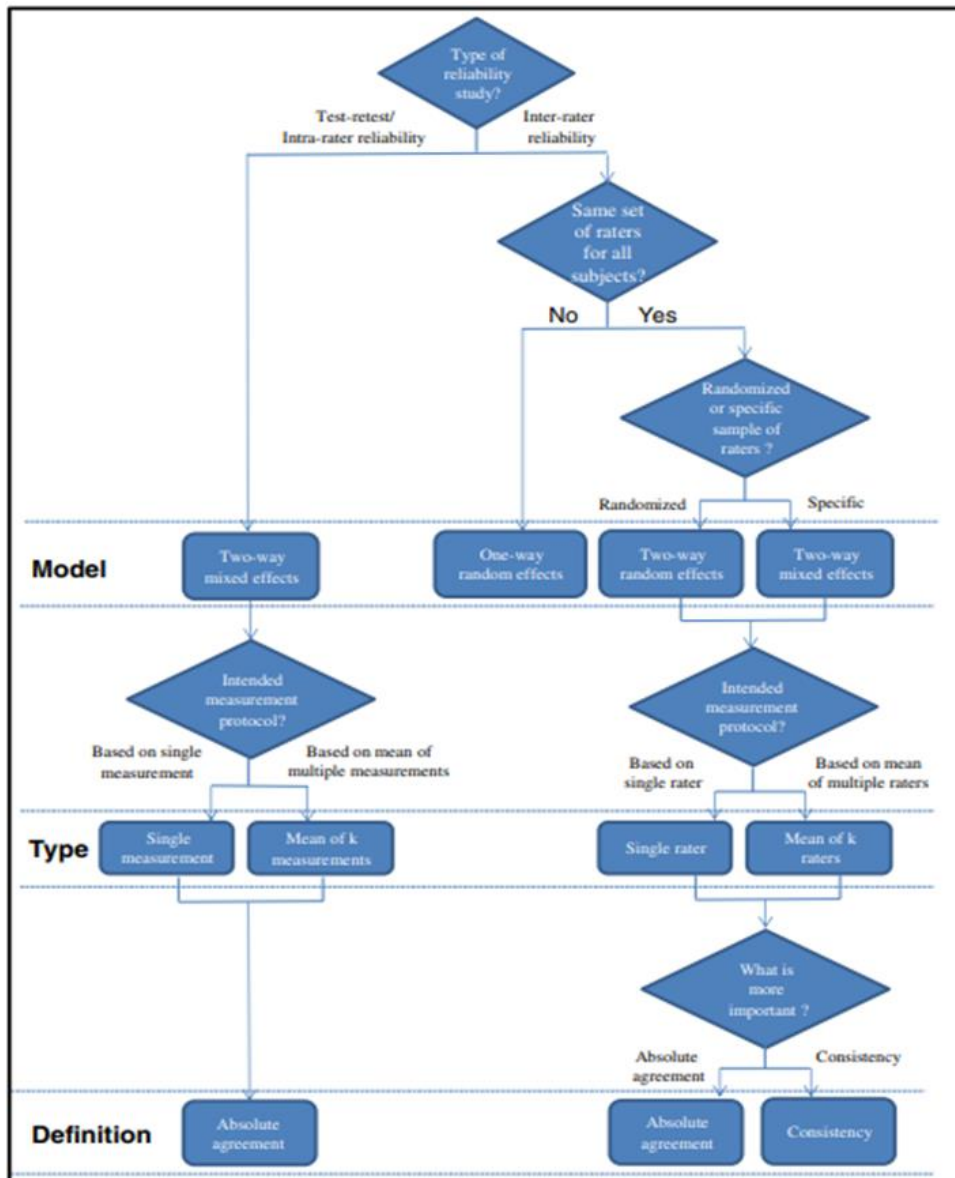 Type of
reliability
study?
Test-retest/
Intra-rater reliability
Inter-rater
reliability
Same set
of raters
for all
subjects?
No
Yes
Randomized
or specific
sample of
raters ?
Randomized
Specific
Model
Two-way
mixed effects
One-way
random effects
Two-way
random effects
Two-way
mixed effects
Intended
measurement
protocol?
Based on single
measurement
Based on mean of
multiple measurements
Intended
measurement
protocol?
Based on
single rater
Based on mean
of multiple raters
Type
Single
measurement
Mean of k
measurements
Single rater
Mean of k
raters
What is
more
important ?
Absolute
agreement
Consistency
Definition
Absolute
agreement
Absolute
agreement
Consistency